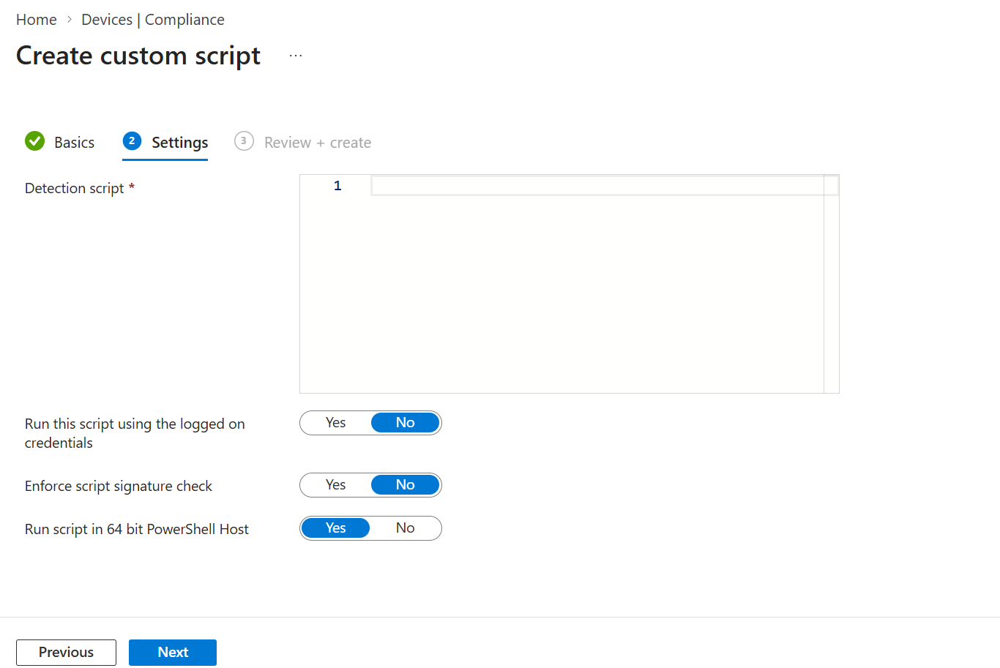 Home > Devices | Compliance
Create custom script ...
Basics 2 Settings 3 Review + create
Detection script *
1
Run this script using the logged on
credentials
Yes No
Enforce script signature check
Yes No
Run script in 64 bit PowerShell Host
Yes No
Previous Next